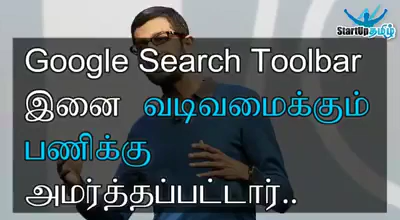 StartUp தமிழ்
Google Search Toolbar
இனை வடிவமைக்கும்
பணிக்கு
அமர்த்தப்பட்டார்..